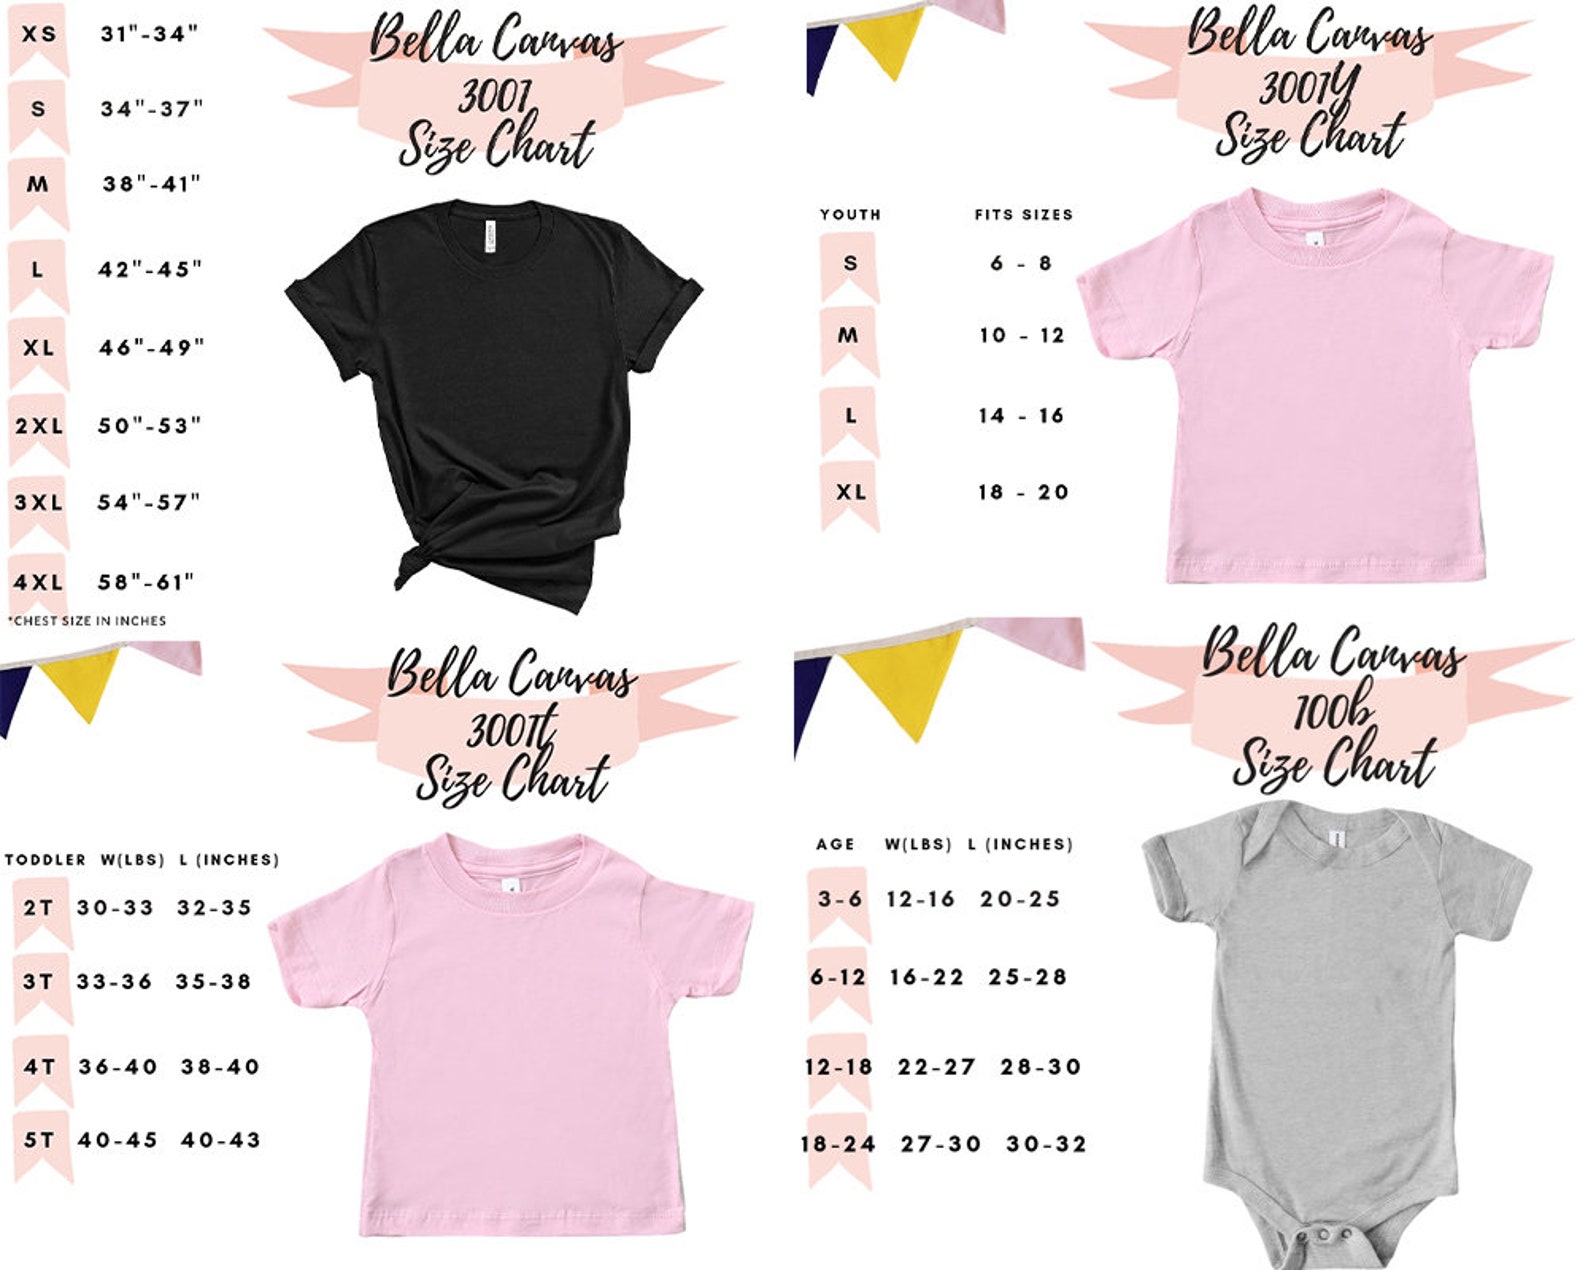 Bella Canvas
3001
Size Chart
XS 31"-34"
S 34"-37"
M 38"-41"
L 42"-45"
XL 46"-49"
2XL 50"-53"
3XL 54"-57"
4XL 58"-61"
*CHEST SIZE IN INCHES
Bella Canvas
3001Y
Size Chart
YOUTH FITS SIZES
S 6 - 8
M 10 - 12
L 14 - 16
XL 18 - 20
Bella Canvas
3001t
Size Chart
TODDLER W(LBS) L (INCHES)
2T 30-33 32-35
3T 33-36 35-38
4T 36-40 38-40
5T 40-45 40-43
Bella Canvas
100b
Size Chart
AGE W(LBS) L (INCHES)
3-6 12-16 20-25
6-12 16-22 25-28
12-18 22-27 28-30
18-24 27-30 30-32